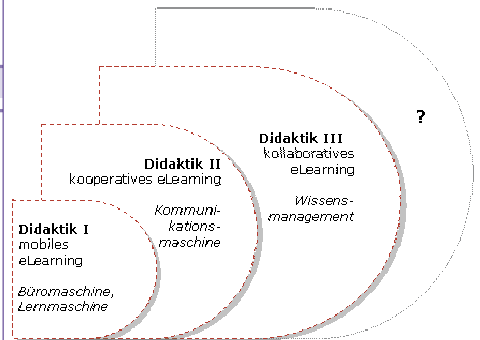 Didaktik I
mobiles
eLearning
Büromaschine,
Lernmaschine
Didaktik II
kooperatives eLearning
Kommuni-
kations-
maschine
Didaktik III
kollaboratives
eLearning
Wissens-
management
?